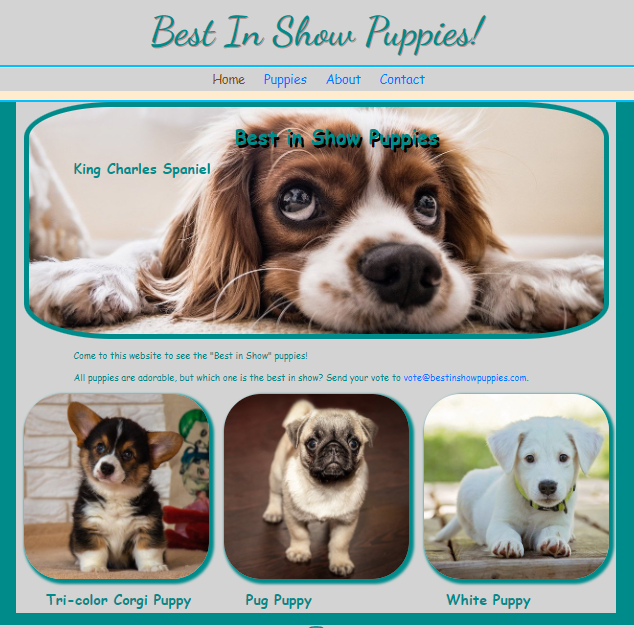 Best In Show Puppies!
Home Puppies About Contact
Best in Show Puppies
King Charles Spaniel
Come to this website to see the "Best in Show" puppies!
All puppies are adorable, but which one is the best in show? Send your vote to vote@bestinshowpuppies.com.
Tri-color Corgi Puppy Pug Puppy White Puppy